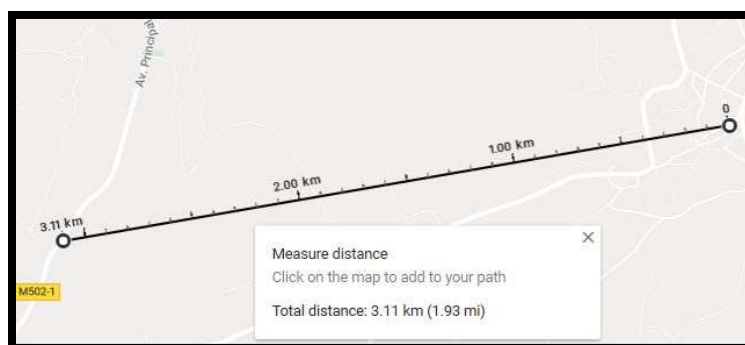 Av. Principal
0
1.00 km
2.00 km
3.11 km
M502-1
Measure distance
Click on the map to add to your path
Total distance: 3.11 km (1.93 mi)